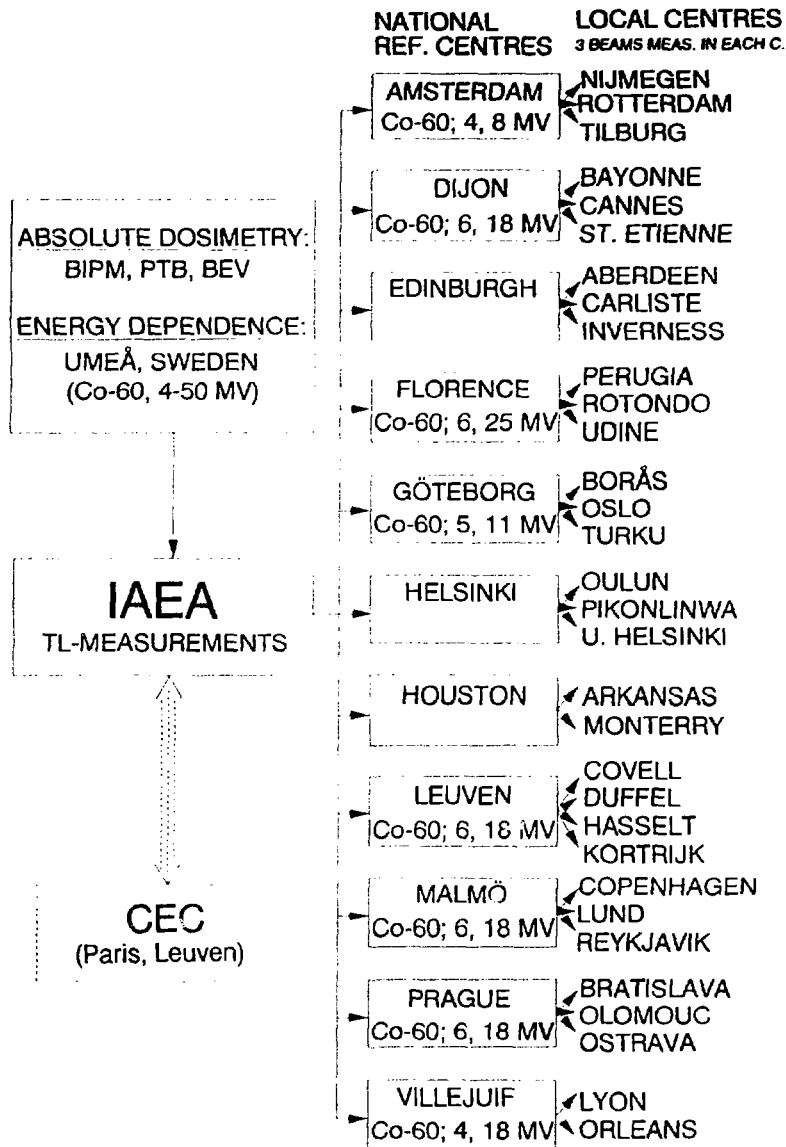 NATIONAL
REF. CENTRES
LOCAL CENTRES
3 BEAMS MEAS. IN EACH C.
ABSOLUTE DOSIMETRY:
BIPM, PTB, BEV
ENERGY DEPENDENCE:
UMEÅ, SWEDEN
(Co-60, 4-50 MV)
IAEA
TL-MEASUREMENTS
CEC
(Paris, Leuven)
AMSTERDAM
Co-60; 4, 8 MV
NIJMEGEN
ROTTERDAM
TILBURG
DIJON
Co-60; 6, 18 MV
BAYONNE
CANNES
ST. ETIENNE
EDINBURGH
ABERDEEN
CARLISTE
INVERNESS
FLORENCE
Co-60; 6, 25 MV
PERUGIA
ROTONDO
UDINE
GÖTEBORG
Co-60; 5, 11 MV
BORÅS
OSLO
TURKU
HELSINKI
OULUN
PIKONLINWA
U. HELSINKI
HOUSTON
ARKANSAS
MONTERRY
LEUVEN
Co-60; 6, 18 MV
COVELL
DUFFEL
HASSELT
KORTRIJK
MALMÖ
Co-60; 6, 18 MV
COPENHAGEN
LUND
REYKJAVIK
PRAGUE
Co-60; 6, 18 MV
BRATISLAVA
OLOMOUC
OSTRAVA
VILLEJUIF
Co-60; 4, 18 MV
LYON
ORLEANS